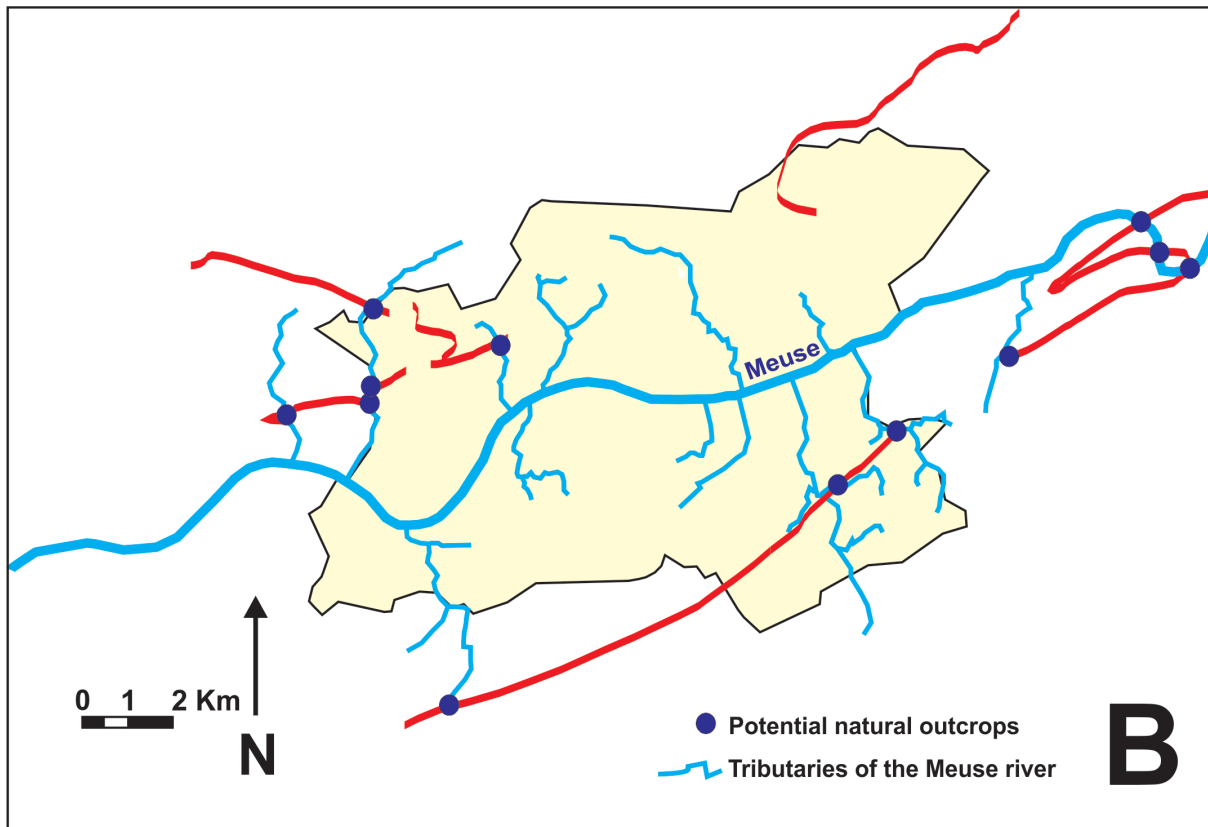 Meuse
0 1 2 Km
N
Potential natural outcrops
Tributaries of the Meuse river
B